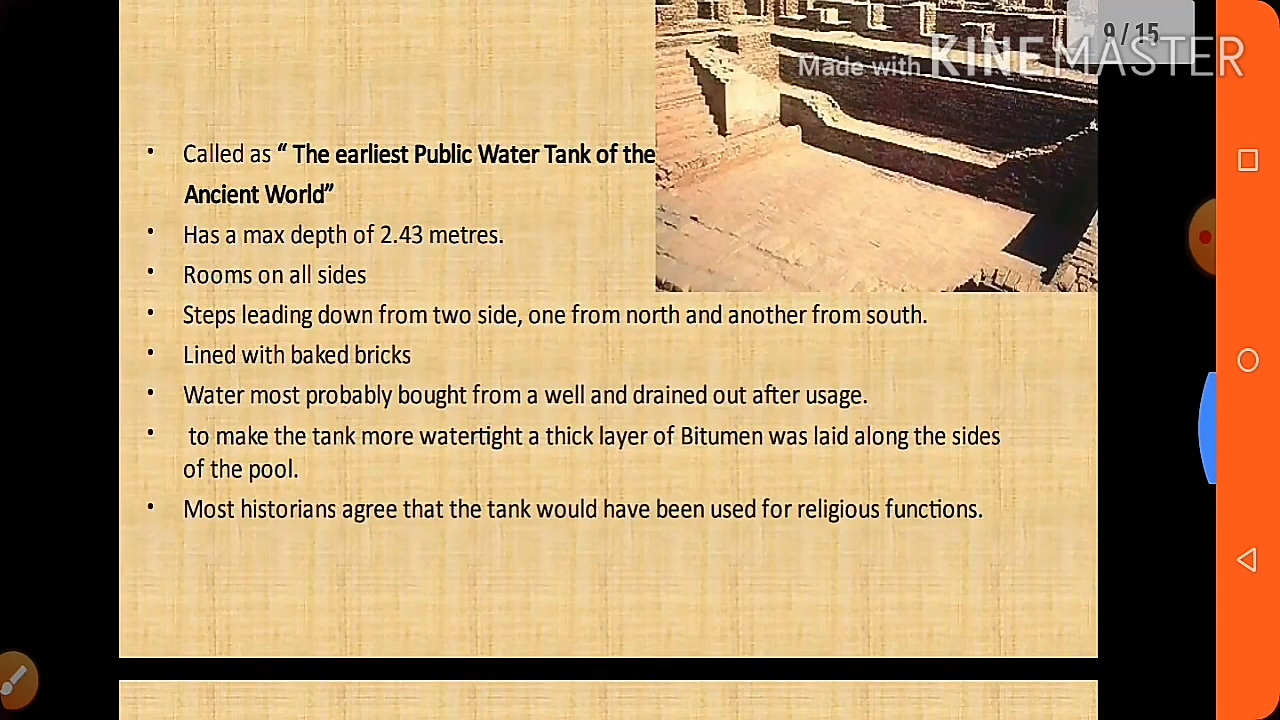 9 / 15
Made with KINEMASTER
• Called as “ The earliest Public Water Tank of the
Ancient World”
• Has a max depth of 2.43 metres.
• Rooms on all sides
• Steps leading down from two side, one from north and another from south.
• Lined with baked bricks
• Water most probably bought from a well and drained out after usage.
• to make the tank more watertight a thick layer of Bitumen was laid along the sides
of the pool.
• Most historians agree that the tank would have been used for religious functions.